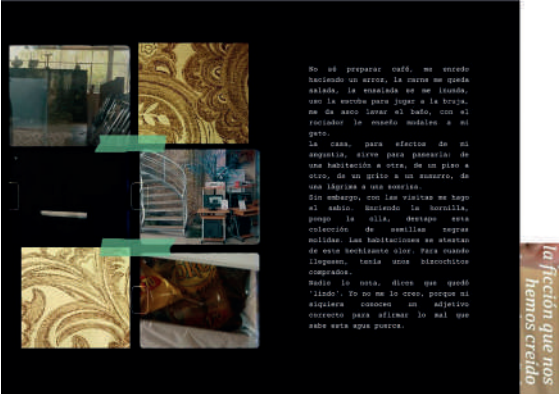 No sé preparar café, me enredo
haciendo un arroz, la carne me queda
salada, la ensalada se me inunda,
uso la escoba para jugar a la bruja,
me da asco lavar el baño, con el
rociador le enseño modales a mi
gato.
La casa, para efectos de mi
angustia, sirve para pasearla: de
una habitación a otra, de un piso a
otro, de un grito a un susurro, de
una lágrima a una sonrisa.
Sin embargo, con las visitas me hago
el sabio. Enciendo la hornilla,
pongo la olla, destapo esta
colección de semillas negras
molidas. Las habitaciones se atestan
de este hechizante olor. Para cuando
lleguesen, tenía unos bizcochitos
comprados.
Nadie lo nota, dicen que quedó
'lindo'. Yo no me lo creo, porque ni
siquiera conocen un adjetivo
correcto para afirmar lo mal que
sabe esta agua puerca.
la ficción que nos
hemos creído